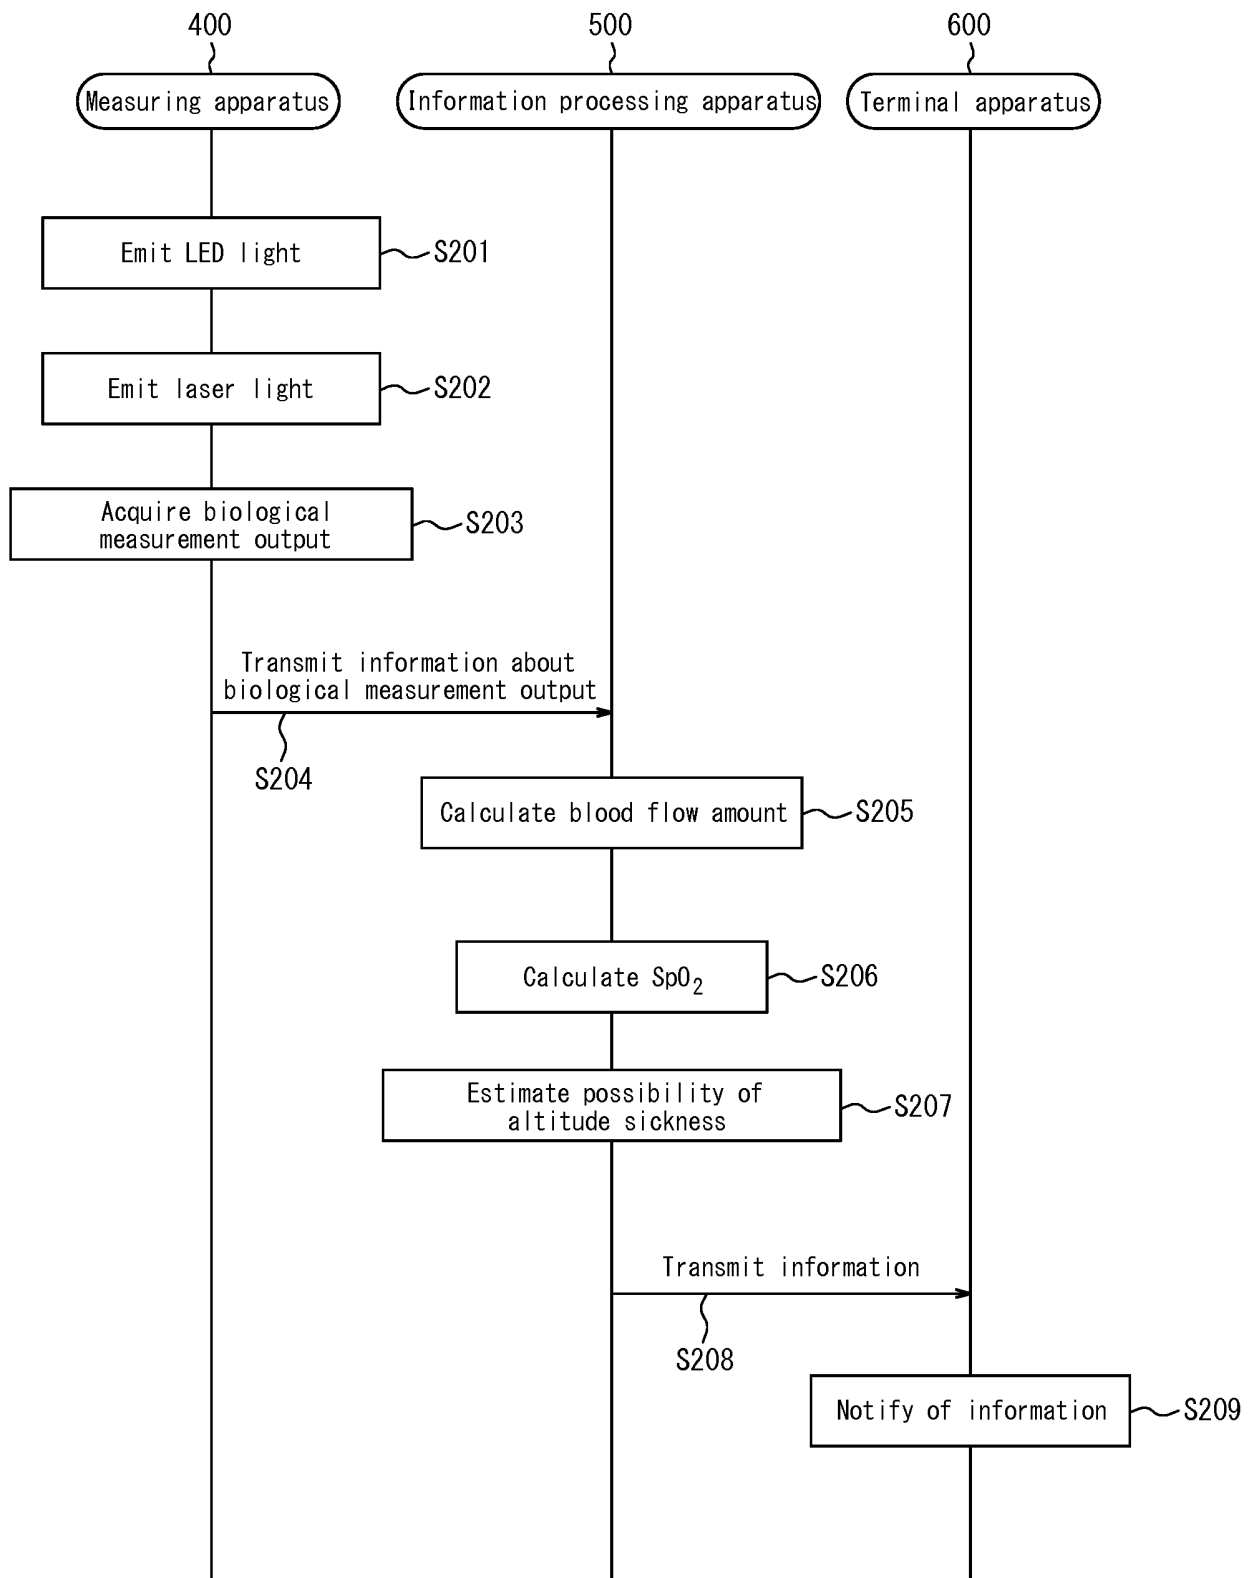 400
500
600
Measuring apparatus
Information processing apparatus
Terminal apparatus
Emit LED light
S201
Emit laser light
S202
Acquire biological
measurement output
S203
Transmit information about
biological measurement output
S204
Calculate blood flow amount
S205
Calculate SpO₂
S206
Estimate possibility of
altitude sickness
S207
Transmit information
S208
Notify of information
S209